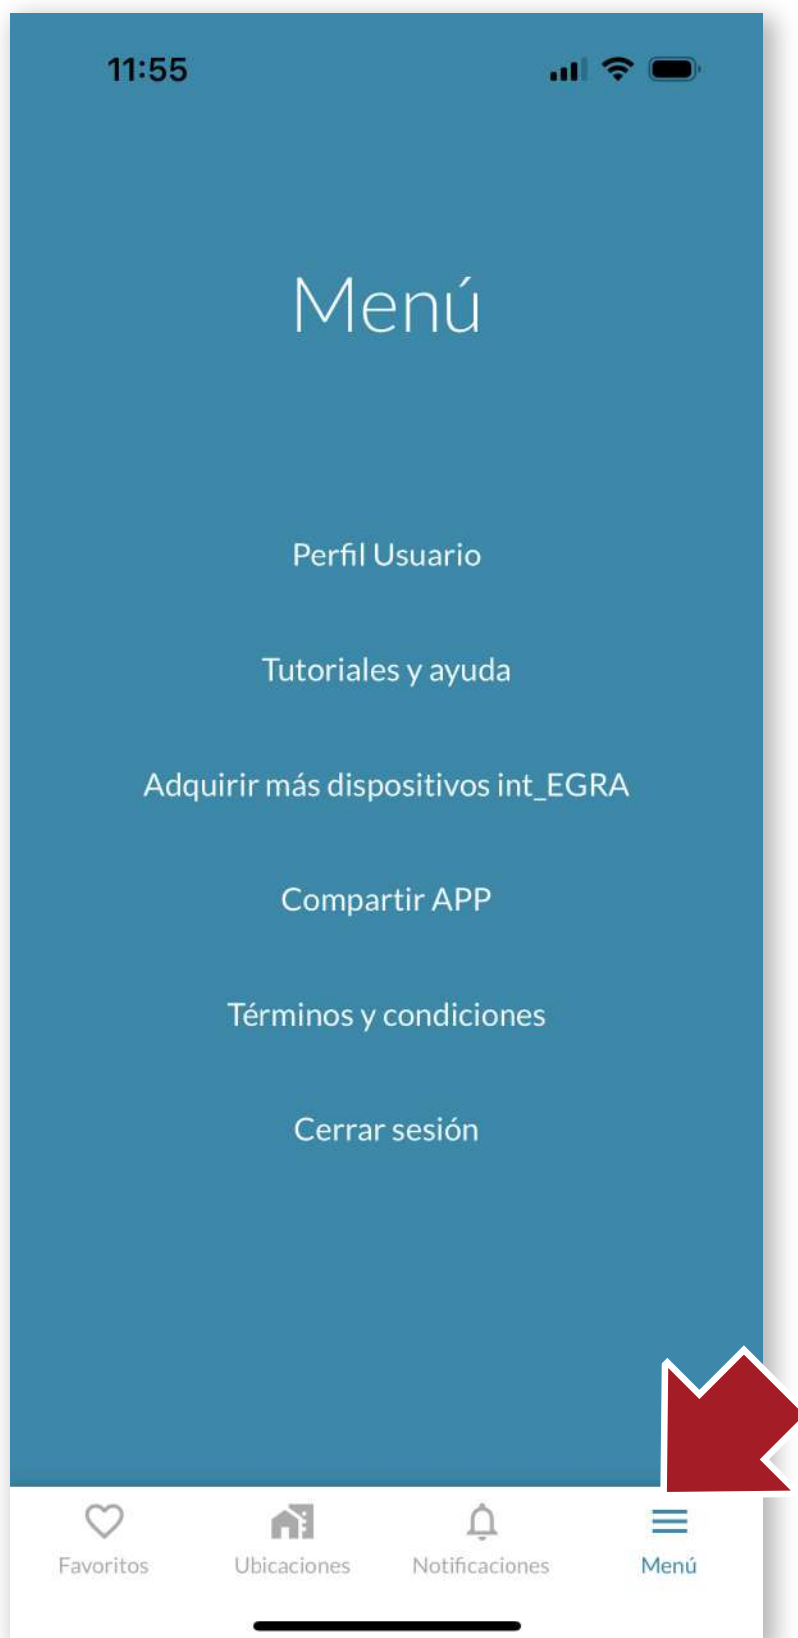 11:55
Menú
Perfil Usuario
Tutoriales y ayuda
Adquirir más dispositivos int_EGRA
Compartir APP
Términos y condiciones
Cerrar sesión
Favoritos Ubicaciones Notificaciones Menú